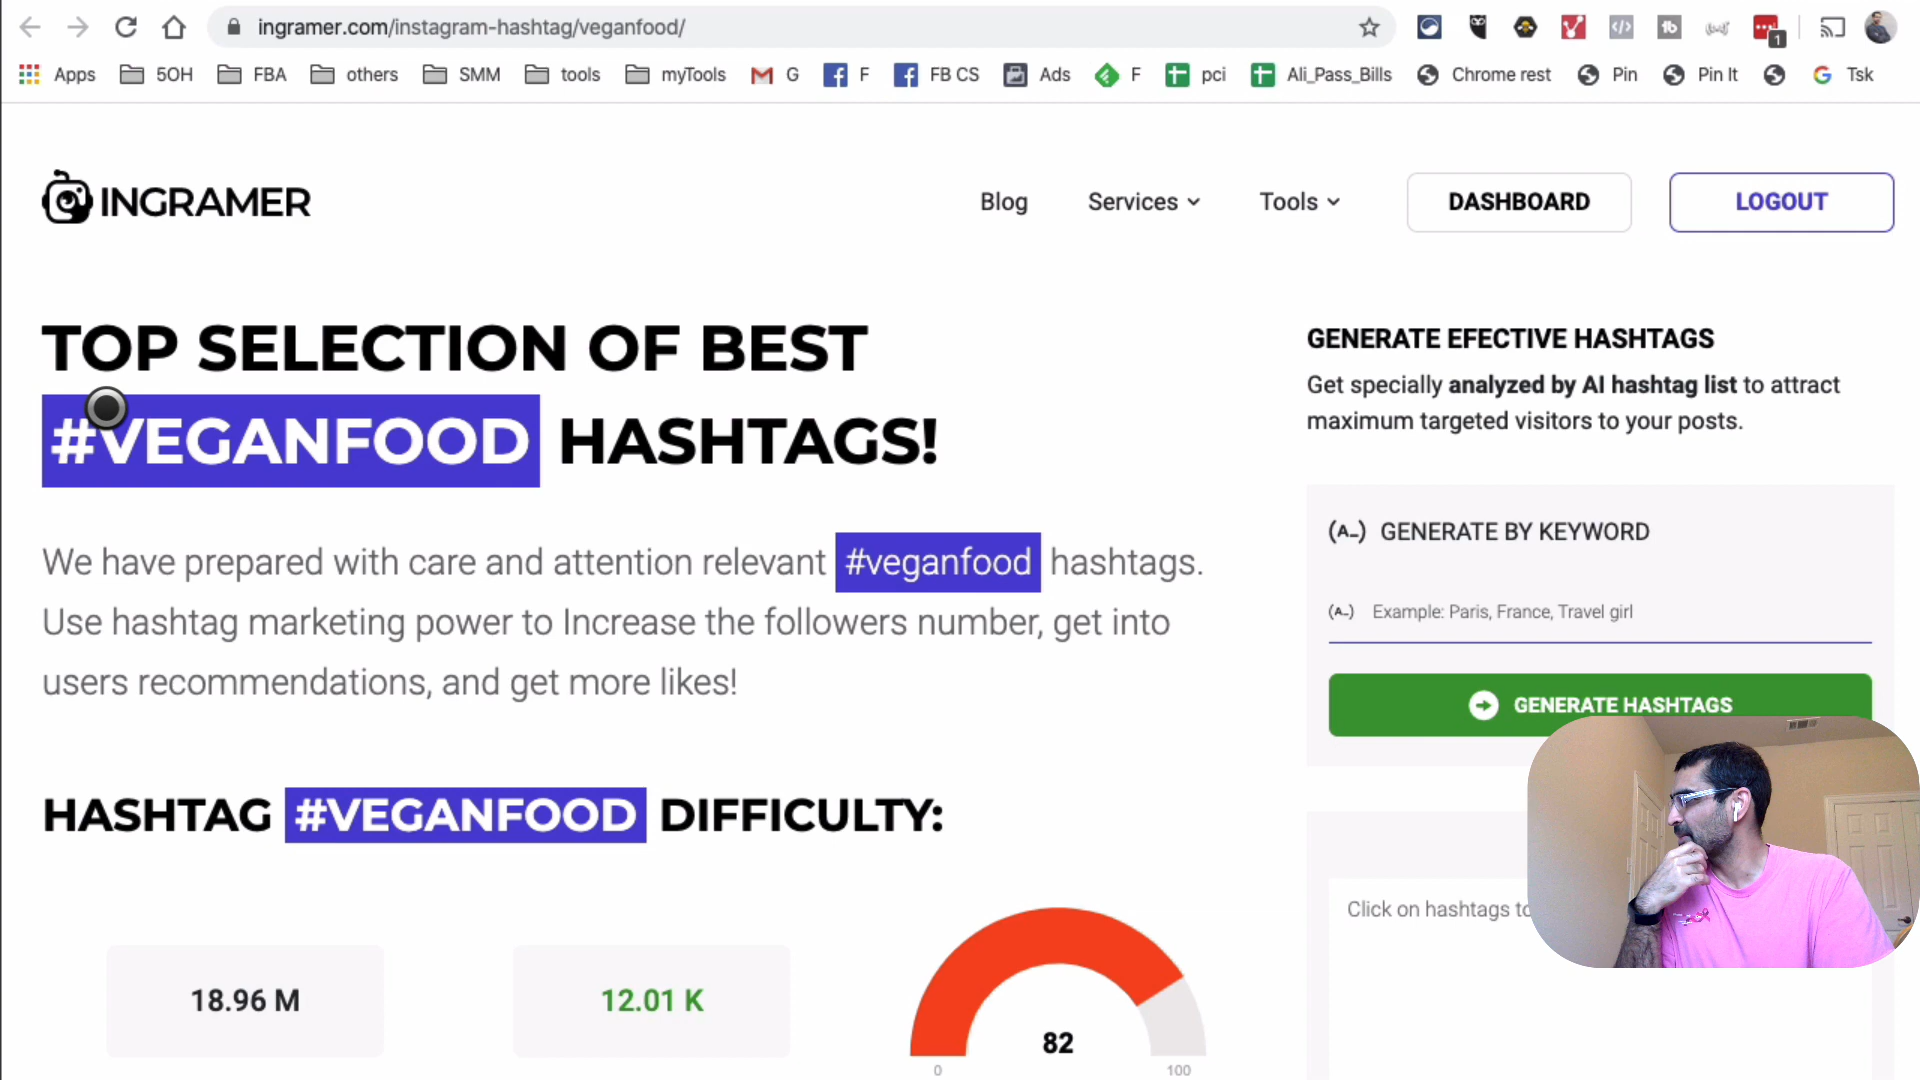 ingramer.com/instagram-hashtag/veganfood/
1
Apps 5OH FBA others SMM tools myTools G F FB CS Ads F pci Ali_Pass_Bills Chrome rest Pin Pin It Tsk
INGRAMER
Blog Services Tools DASHBOARD LOGOUT
TOP SELECTION OF BEST
#VEGANFOOD HASHTAGS!
We have prepared with care and attention relevant #veganfood hashtags.
Use hashtag marketing power to Increase the followers number, get into
users recommendations, and get more likes!
HASHTAG #VEGANFOOD DIFFICULTY:
18.96 M
12.01 K
82
0
100
GENERATE EFECTIVE HASHTAGS
Get specially analyzed by AI hashtag list to attract
maximum targeted visitors to your posts.
(A_) GENERATE BY KEYWORD
(A_) Example: Paris, France, Travel girl
GENERATE HASHTAGS
Click on hashtags to